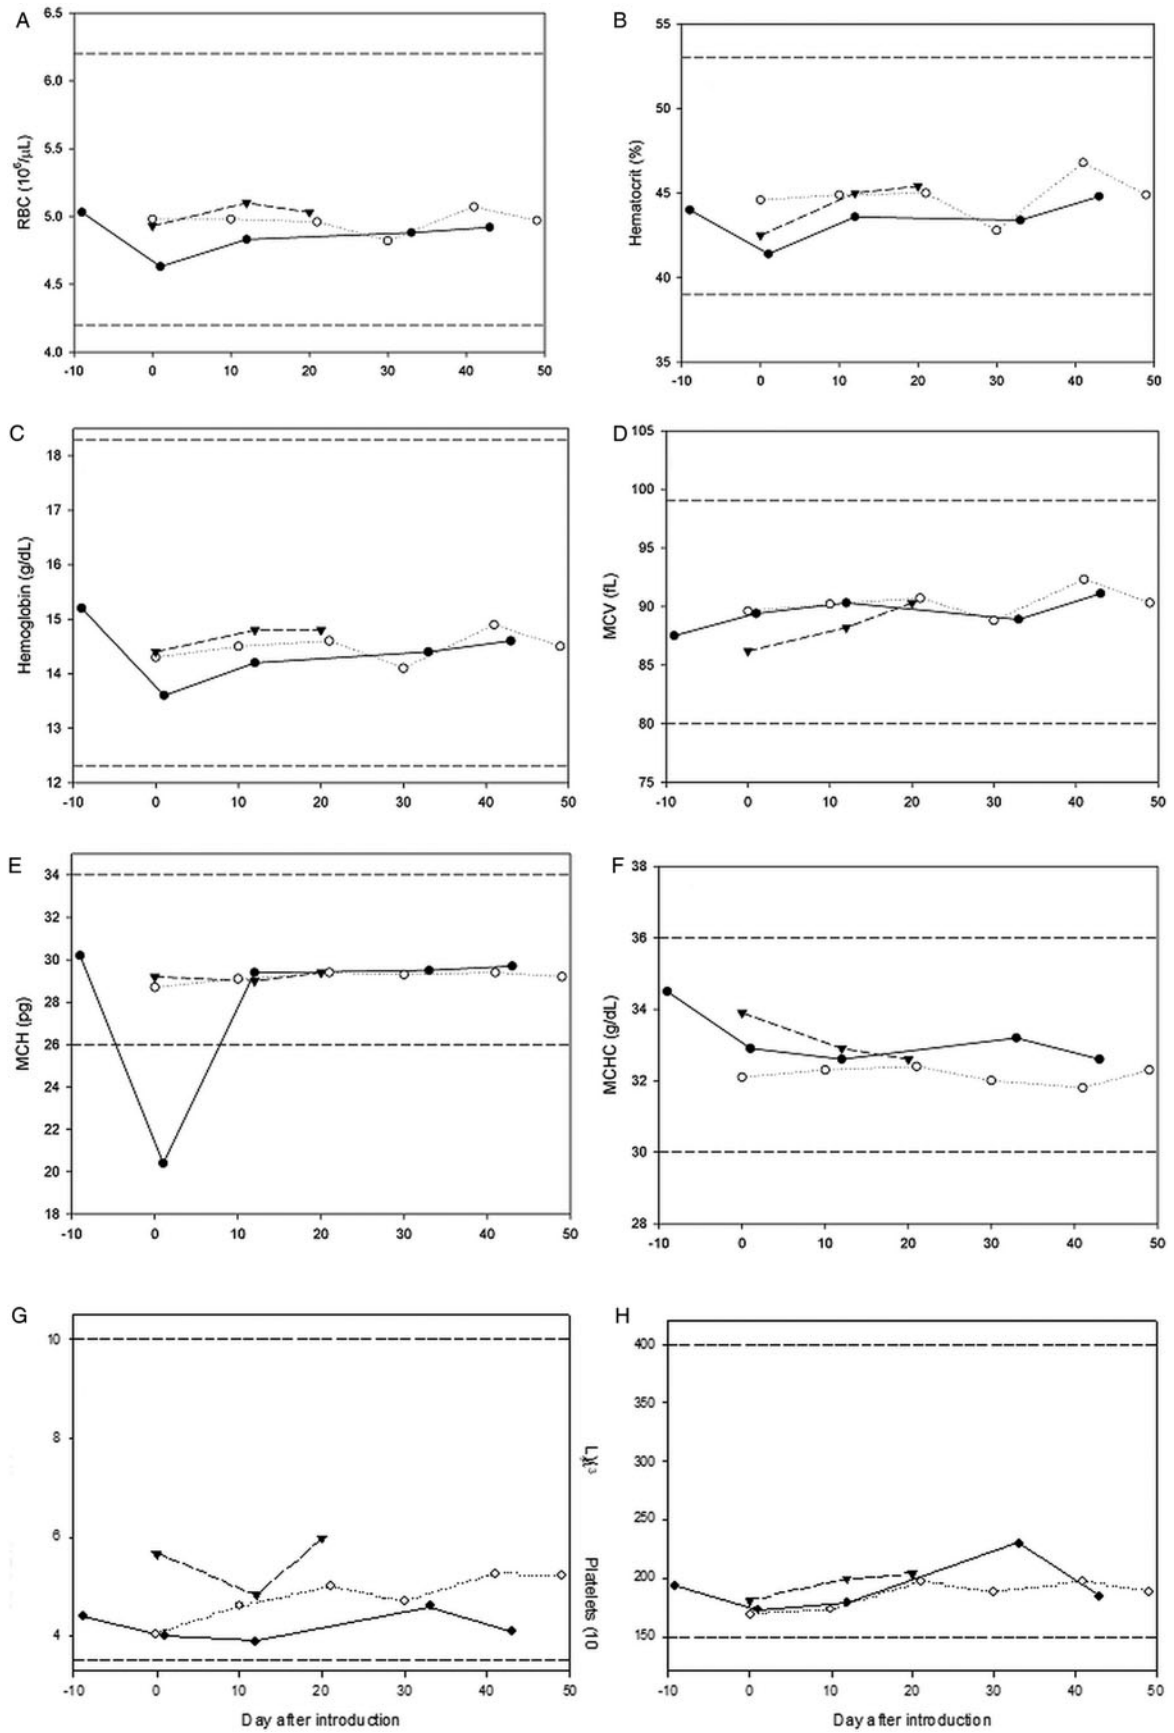 A
RBC (10⁶/µL)
6.5
6.0
5.5
5.0
4.5
4.0
-10 0 10 20 30 40 50
B
Hematocrit (%)
55
50
45
40
35
-10 0 10 20 30 40 50
C
Hemoglobin (g/dL)
18
17
16
15
14
13
12
-10 0 10 20 30 40 50
D
MCV (fL)
105
100
95
90
85
80
75
-10 0 10 20 30 40 50
E
MCH (pg)
34
32
30
28
26
24
22
20
18
-10 0 10 20 30 40 50
F
MCHC (g/dL)
38
36
34
32
30
28
-10 0 10 20 30 40 50
G
10
8
6
4
-10 0 10 20 30 40 50
Day after introduction
H
Platelets (10
400
350
300
250
200
150
-10 0 10 20 30 40 50
Day after introduction